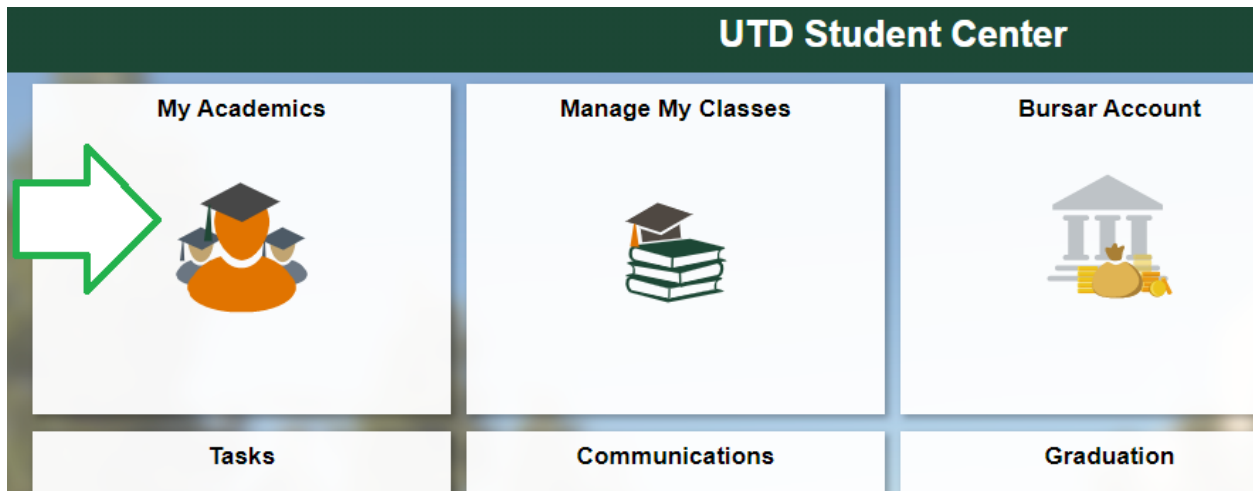 UTD Student Center
My Academics
Manage My Classes
Bursar Account
Tasks
Communications
Graduation